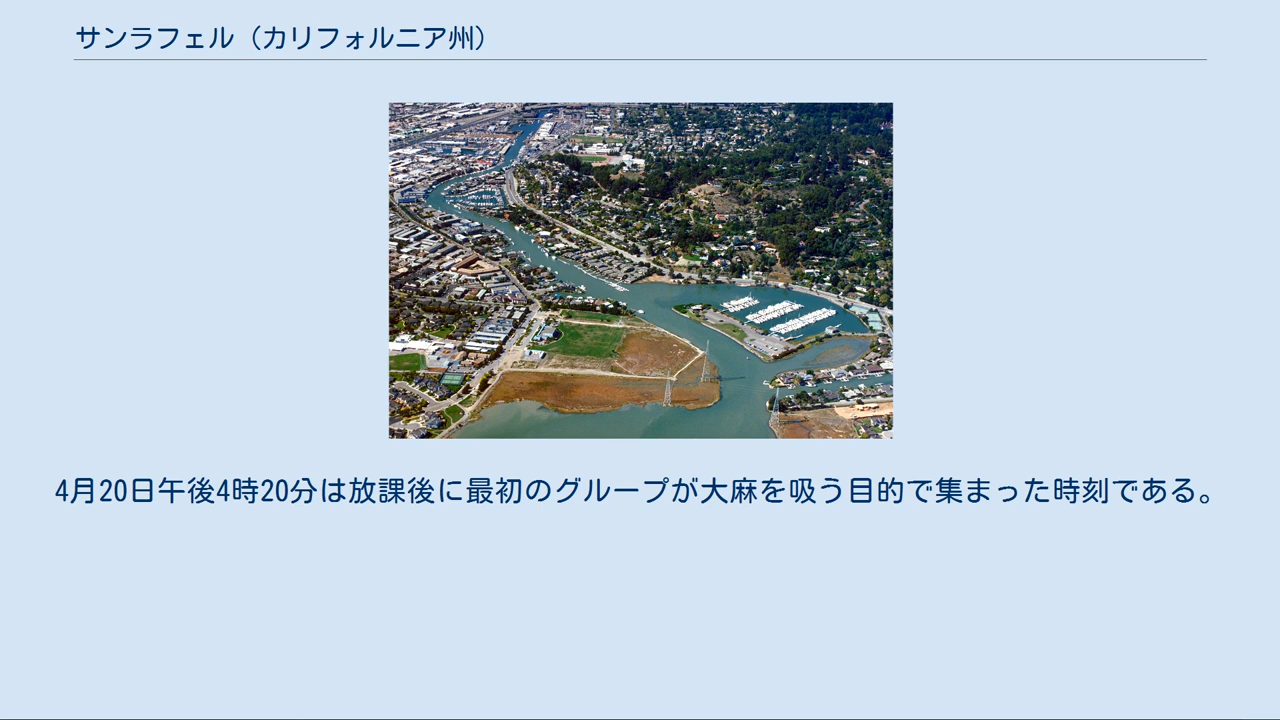 サンラフェル（カリフォルニア州）
4月20日午後4時20分は放課後に最初のグループが大麻を吸う目的で集まった時刻である。